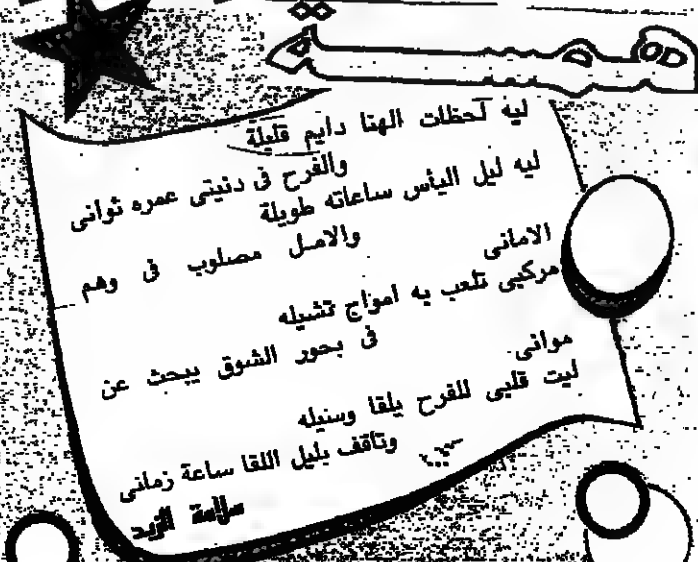 همسة
ليه لحظات الهنا دايم قليلة
والفرح فى دنيتى عمره ثوانى
ليه ليل اليأس ساعاته طويلة
والامل مصلوب فى وهم
الامانى
مركبى تلعب به امواج تشيله
فى بحور الشوق يبحث عن
موانى
ليت قلبى للفرح يلقا وسيله
وتاقف بليل اللقا ساعة زمانى
سلامة الزيد